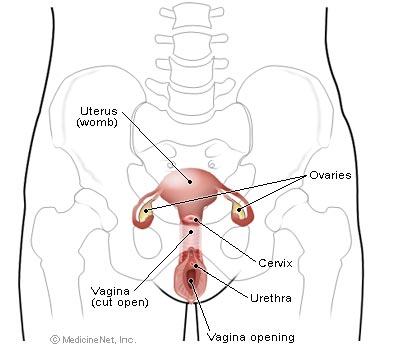 Uterus
(womb)
Ovaries
Cervix
Vagina
(cut open)
Urethra
Vagina opening
© MedicineNet, Inc.